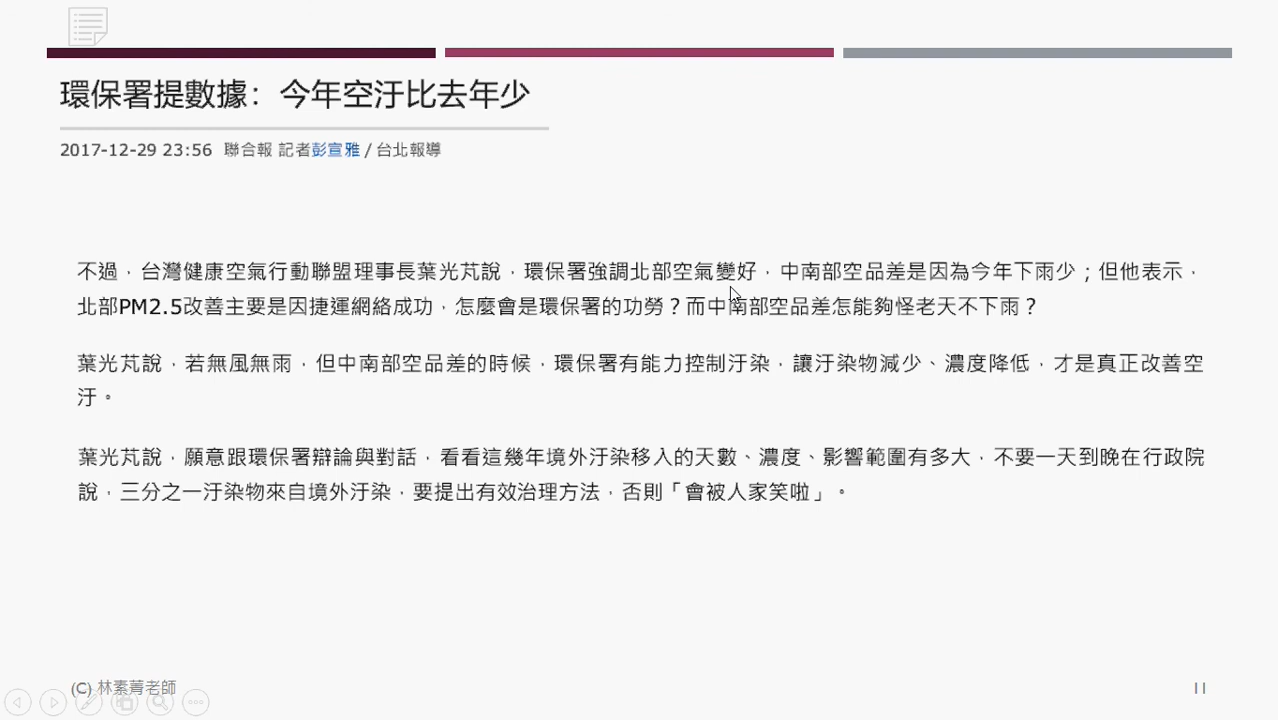 環保署提數據：今年空汙比去年少
2017-12-29 23:56 聯合報 記者彭宣雅／台北報導
不過，台灣健康空氣行動聯盟理事長葉光芃說，環保署強調北部空氣變好，中南部空品差是因為今年下雨少；但他表示，
北部PM2.5改善主要是因捷運網絡成功，怎麼會是環保署的功勞？而中南部空品差怎能夠怪老天不下雨？
葉光芃說，若無風無雨，但中南部空品差的時候，環保署有能力控制汙染，讓汙染物減少、濃度降低，才是真正改善空
汙。
葉光芃說，願意跟環保署辯論與對話，看看這幾年境外汙染移入的天數、濃度、影響範圍有多大，不要一天到晚在行政院
說，三分之一汙染物來自境外汙染，要提出有效治理方法，否則「會被人家笑啦」。
(C) 林素菁老師
11